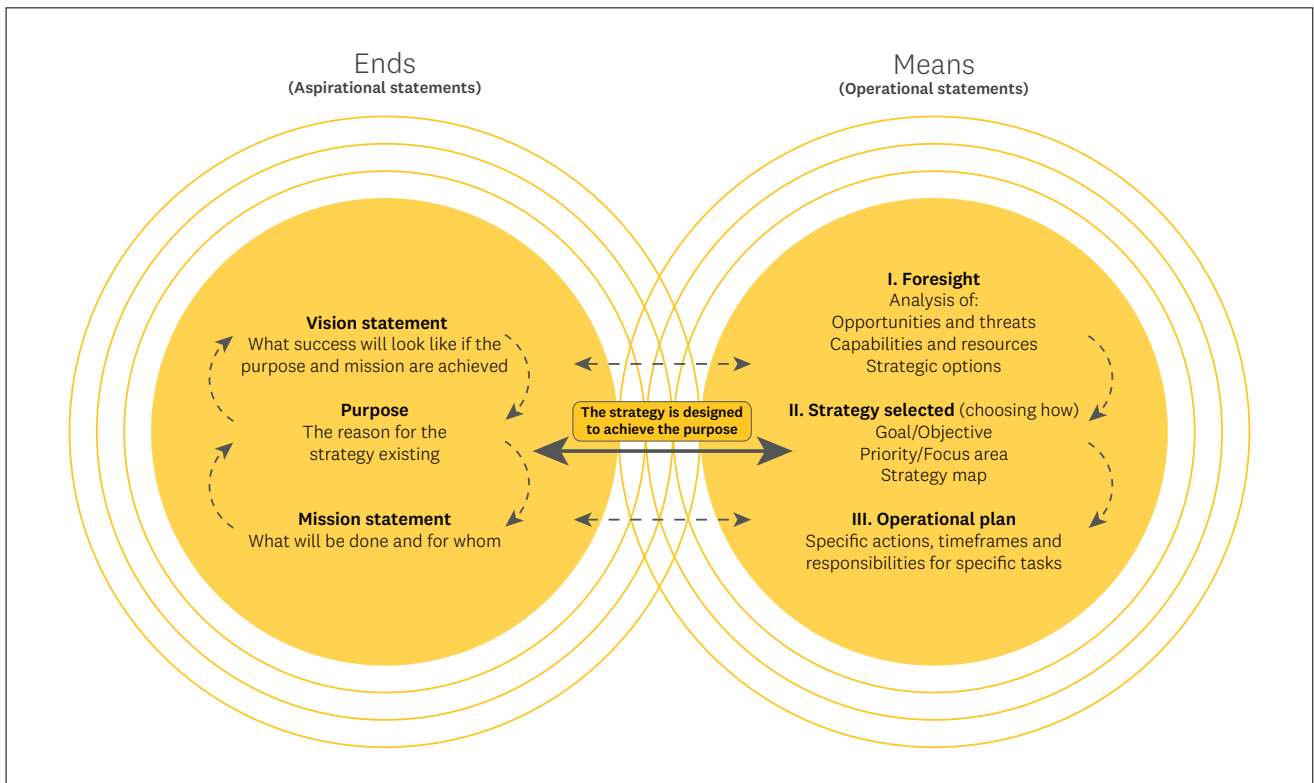 Ends
(Aspirational statements)
Means
(Operational statements)
Vision statement
What success will look like if the
purpose and mission are achieved
Purpose
The reason for the
strategy existing
Mission statement
What will be done and for whom
The strategy is designed
to achieve the purpose
I. Foresight
Analysis of:
Opportunities and threats
Capabilities and resources
Strategic options
II. Strategy selected (choosing how)
Goal/Objective
Priority/Focus area
Strategy map
III. Operational plan
Specific actions, timeframes and
responsibilities for specific tasks